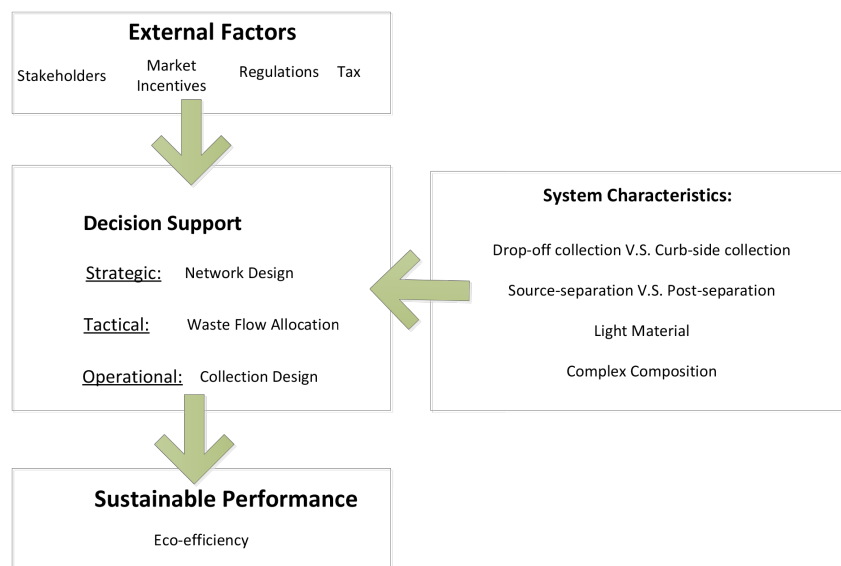 External Factors
Stakeholders
Market
Incentives
Regulations
Tax
Decision Support
Strategic: Network Design
Tactical: Waste Flow Allocation
Operational: Collection Design
System Characteristics:
Drop-off collection V.S. Curb-side collection
Source-separation V.S. Post-separation
Light Material
Complex Composition
Sustainable Performance
Eco-efficiency